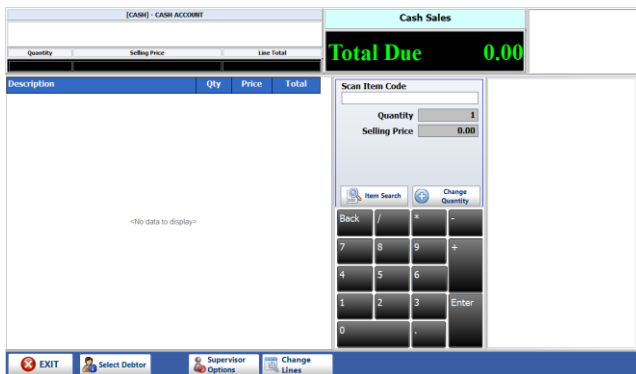 [CASH] - CASH ACCOUNT
Cash Sales
Quantity Selling Price Line Total
Total Due 0.00
Description Qty Price Total
Scan Item Code
Quantity 1
Selling Price 0.00
Item Search
Change Quantity
<No data to display>
Back / * -
7 8 9 +
4 5 6
1 2 3 Enter
0 .
EXIT
Select Debtor
Supervisor Options
Change Lines